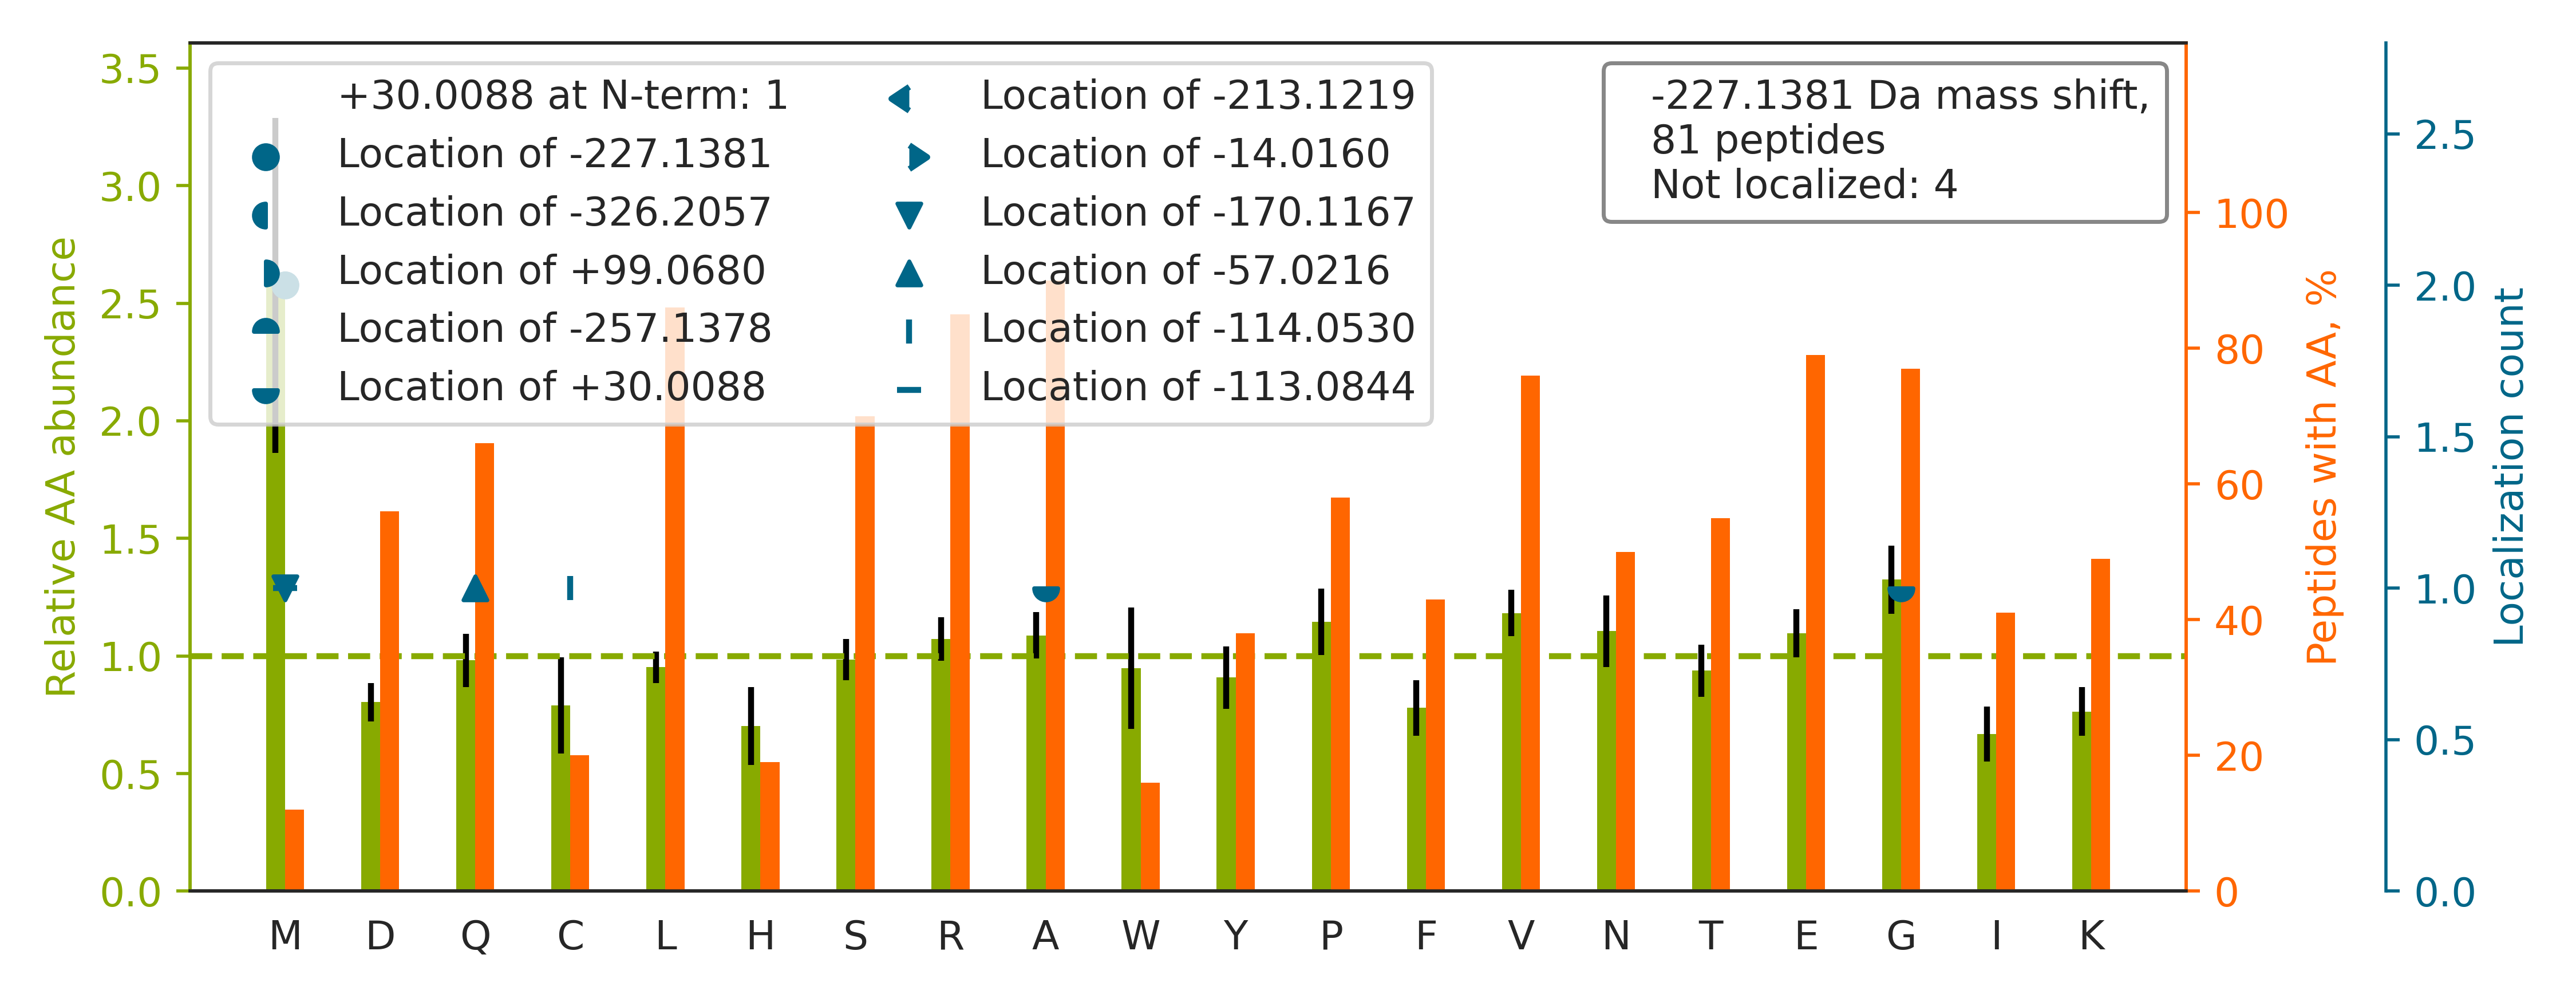 +30.0088 at N-term: 1
Location of -227.1381
Location of -326.2057
Location of +99.0680
Location of -257.1378
Location of +30.0088
Location of -213.1219
Location of -14.0160
Location of -170.1167
Location of -57.0216
Location of -114.0530
Location of -113.0844
-227.1381 Da mass shift,
81 peptides
Not localized: 4
Relative AA abundance
3.5
3.0
2.5
2.0
1.5
1.0
0.5
0.0
M D Q C L H S R A W Y P F V N T E G I K
100
80
60
40
20
0
Peptides with AA, %
2.5
2.0
1.5
1.0
0.5
0.0
Localization count